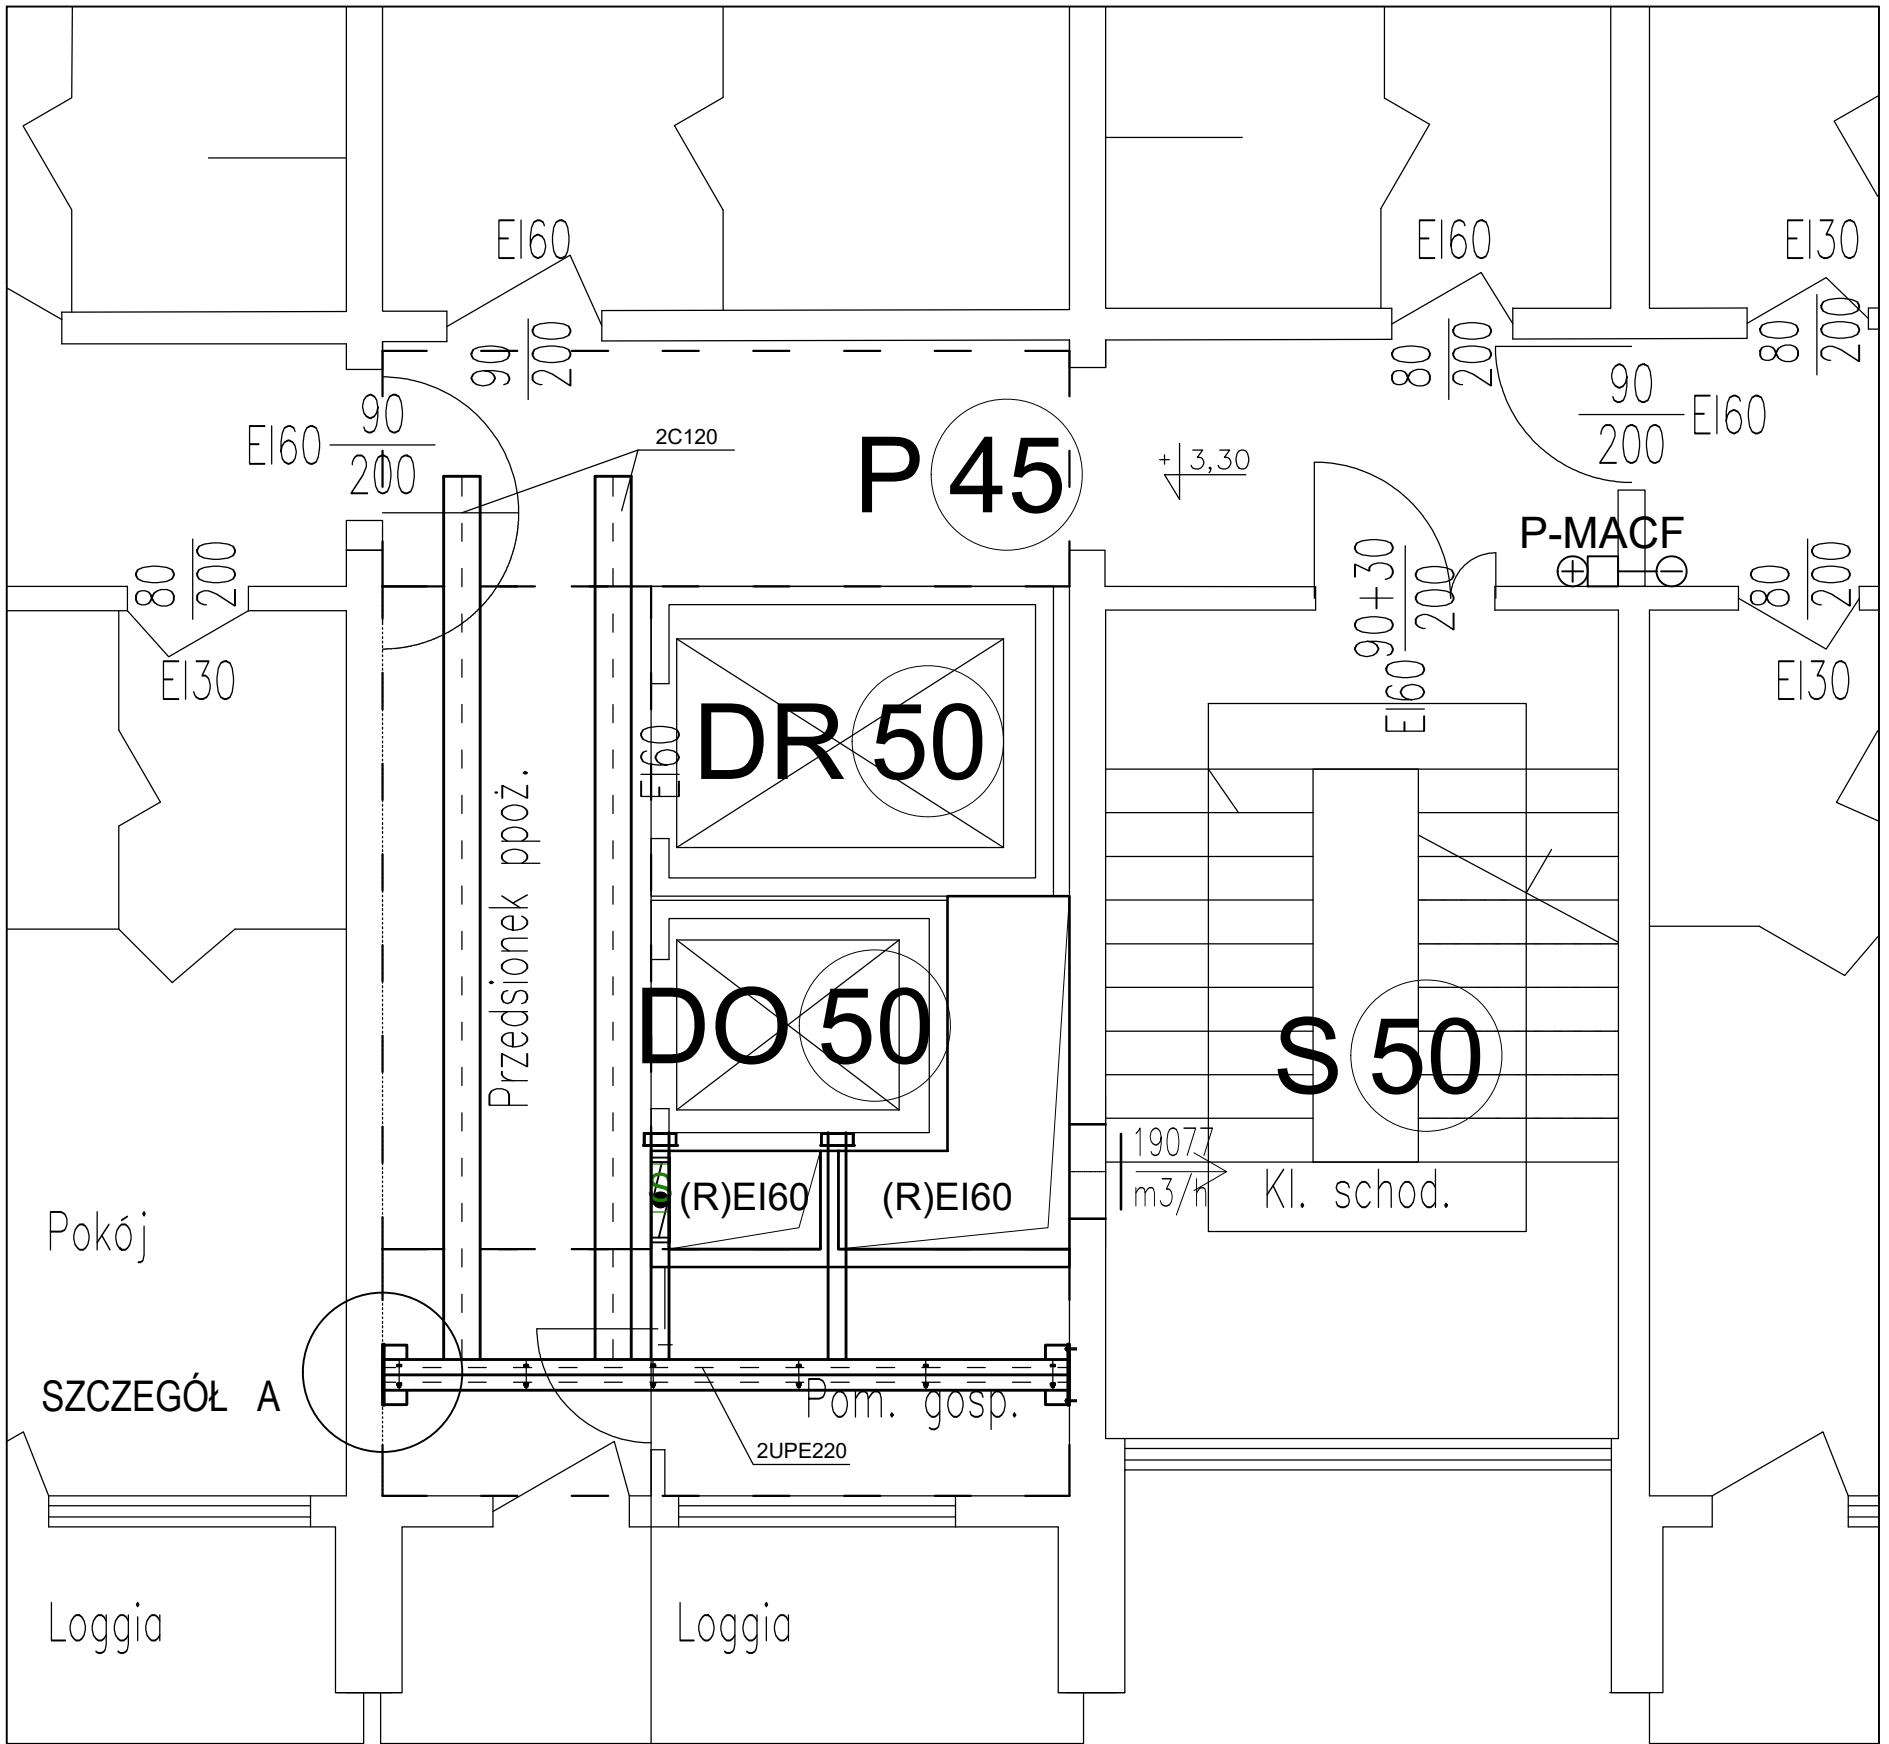 EI60
EI60
EI30
90
200
80
200
80
200
EI60
90
200
2C120
P 45
+ 3,30
90
200
EI60
P-MACF
80
200
EI30
90+30
200
EI60
80
200
EI30
EI60
DR 50
Przedsionek ppoż.
DO 50
S 50
19077
m3/h
Kl. schod.
(R)EI60
(R)EI60
Pokój
SZCZEGÓŁ A
Pom. gosp.
2UPE220
Loggia
Loggia